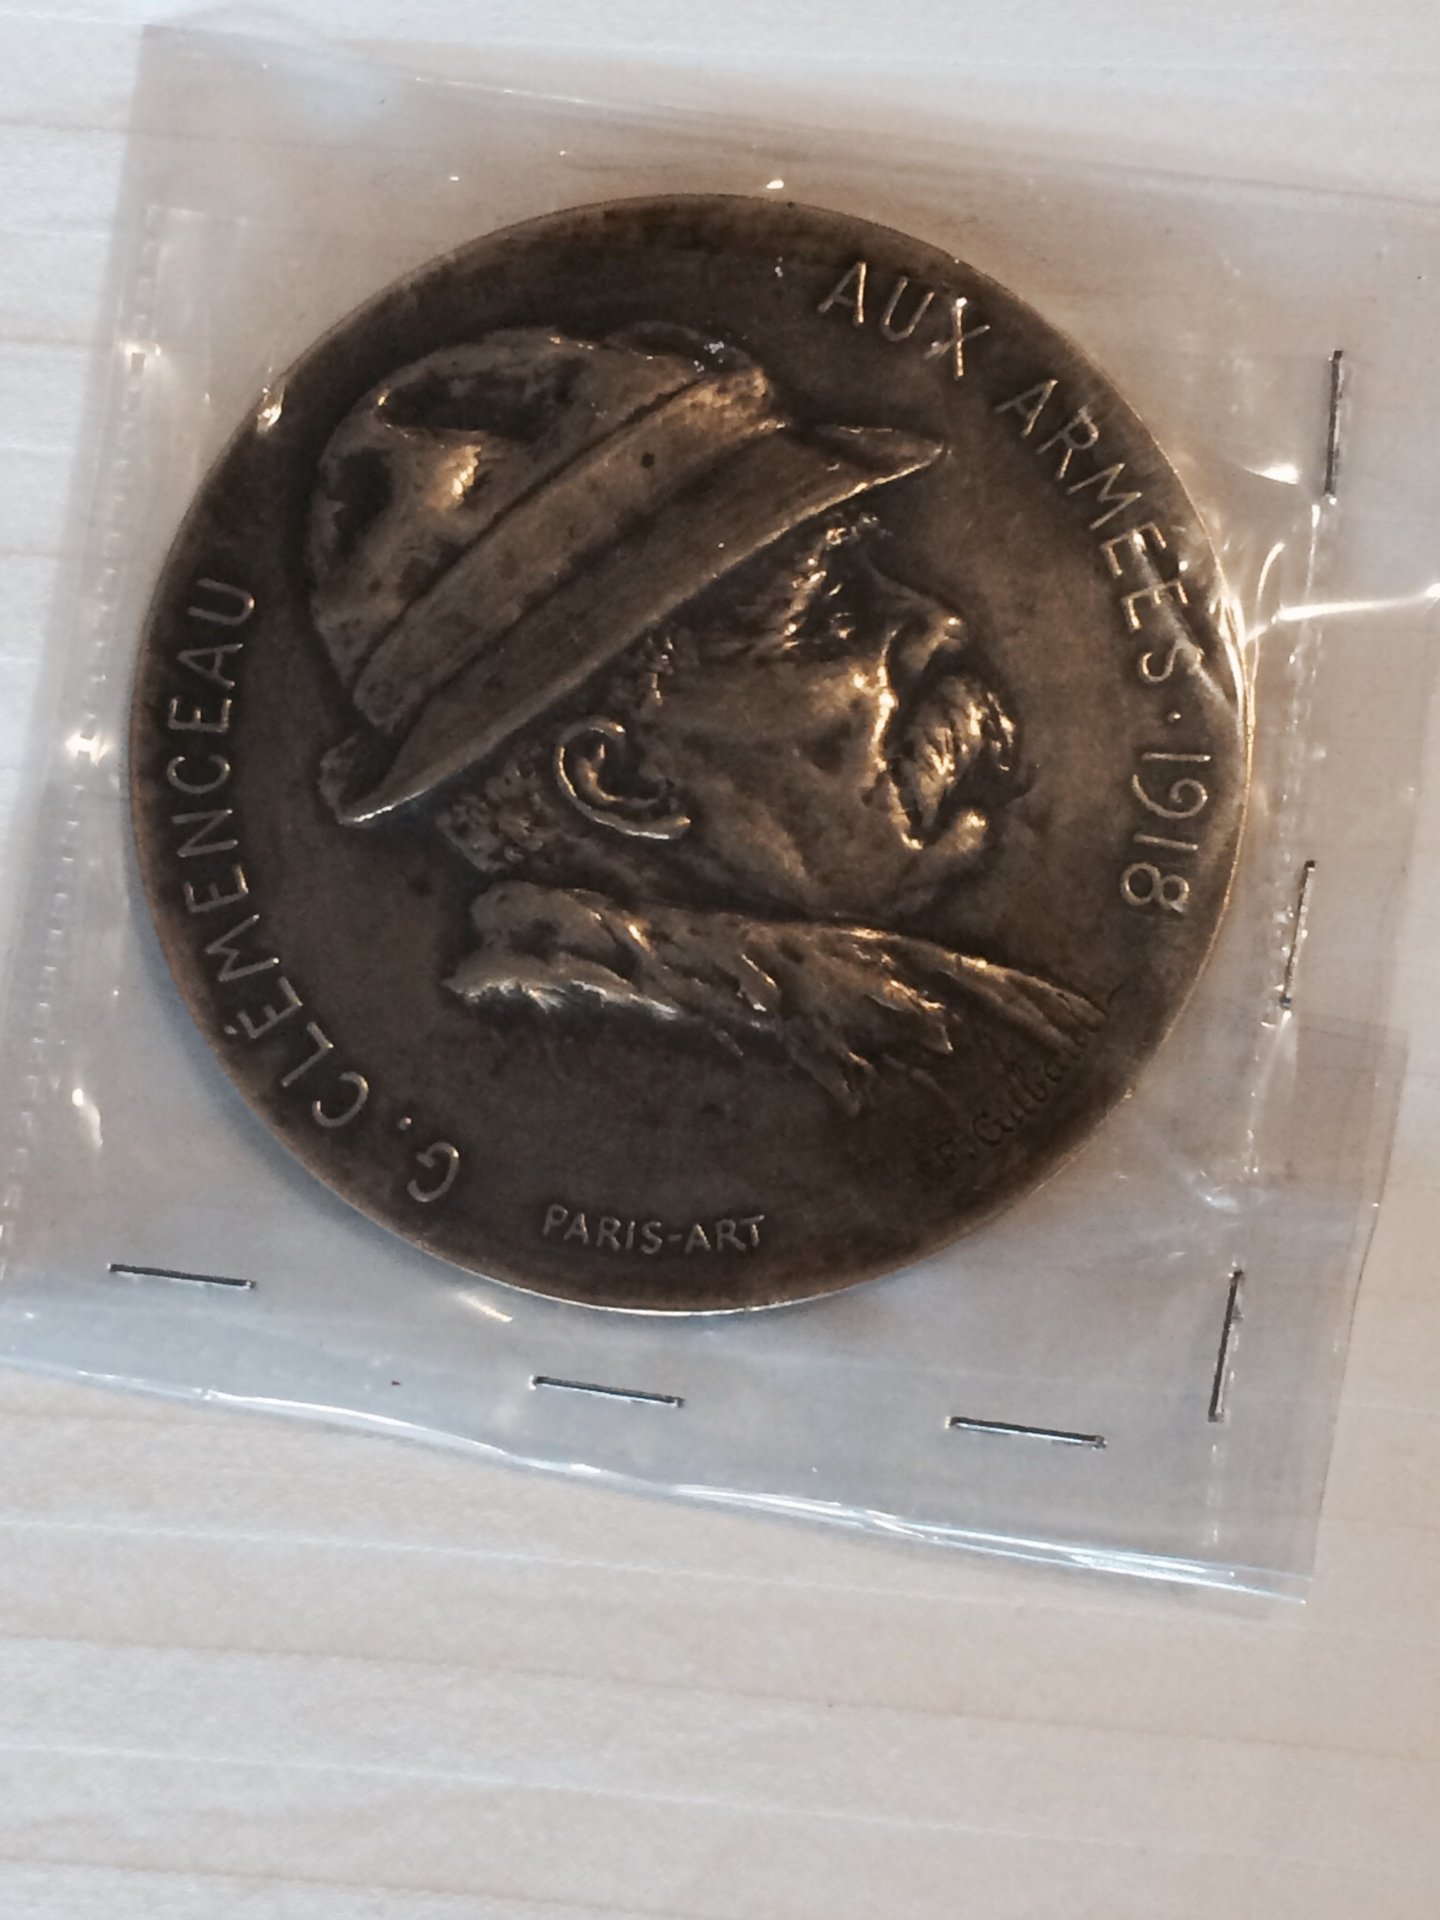 G. CLÉMENCEAU
AUX ARMÉES · 1918
PARIS-ART